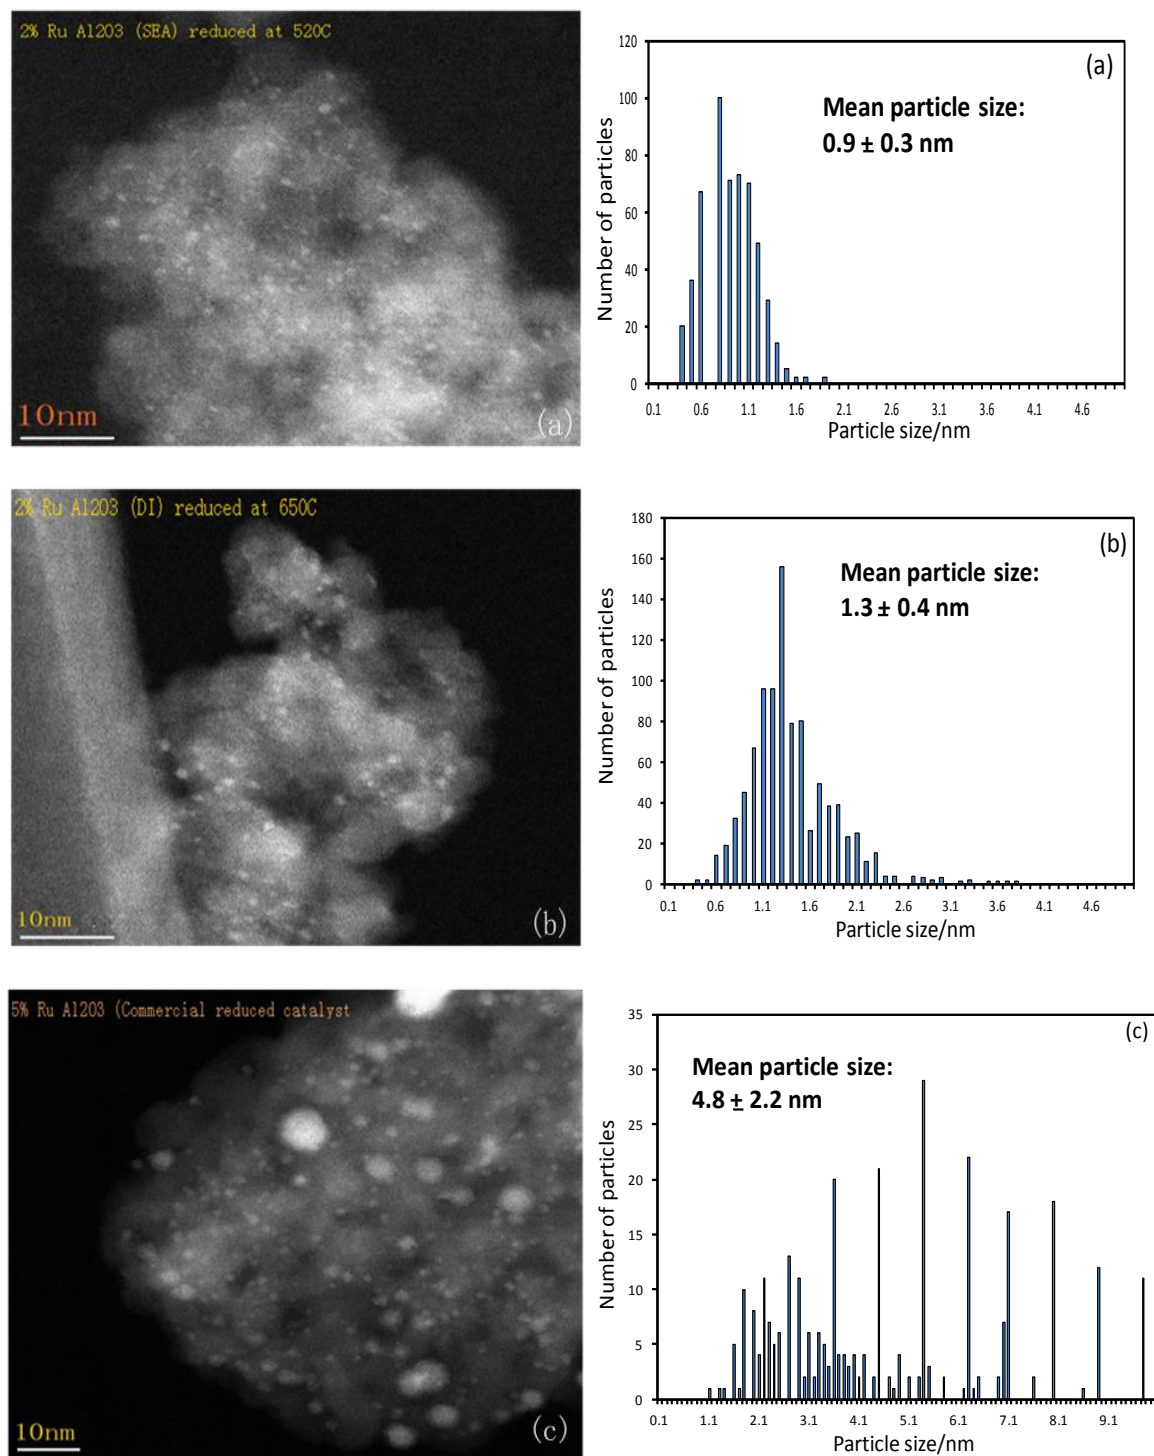 2% Ru Al2O3 (SEA) reduced at 520C
10nm
(a)
120
100
80
60
40
20
0
Number of particles
(a)
Mean particle size:
0.9 ± 0.3 nm
0.1 0.6 1.1 1.6 2.1 2.6 3.1 3.6 4.1 4.6
Particle size/nm
2% Ru Al2O3 (DI) reduced at 650C
10nm
(b)
180
160
140
120
100
80
60
40
20
0
Number of particles
(b)
Mean particle size:
1.3 ± 0.4 nm
0.1 0.6 1.1 1.6 2.1 2.6 3.1 3.6 4.1 4.6
Particle size/nm
5% Ru Al2O3 (Commercial reduced catalyst
10nm
(c)
35
30
25
20
15
10
5
0
Number of particles
(c)
Mean particle size:
4.8 ± 2.2 nm
0.1 1.1 2.1 3.1 4.1 5.1 6.1 7.1 8.1 9.1
Particle size/nm